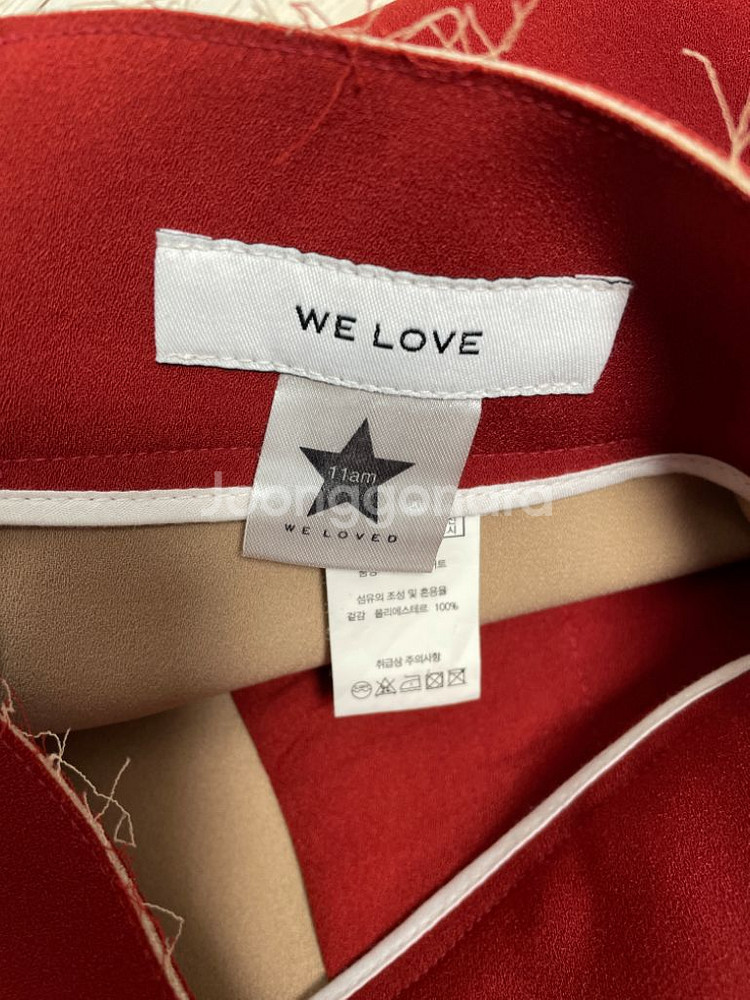 WE LOVE
11am
WE LOVED
Joonggonara
섬유의 조성 및 혼용율
겉감 폴리에스테르 100%
취급상 주의사항